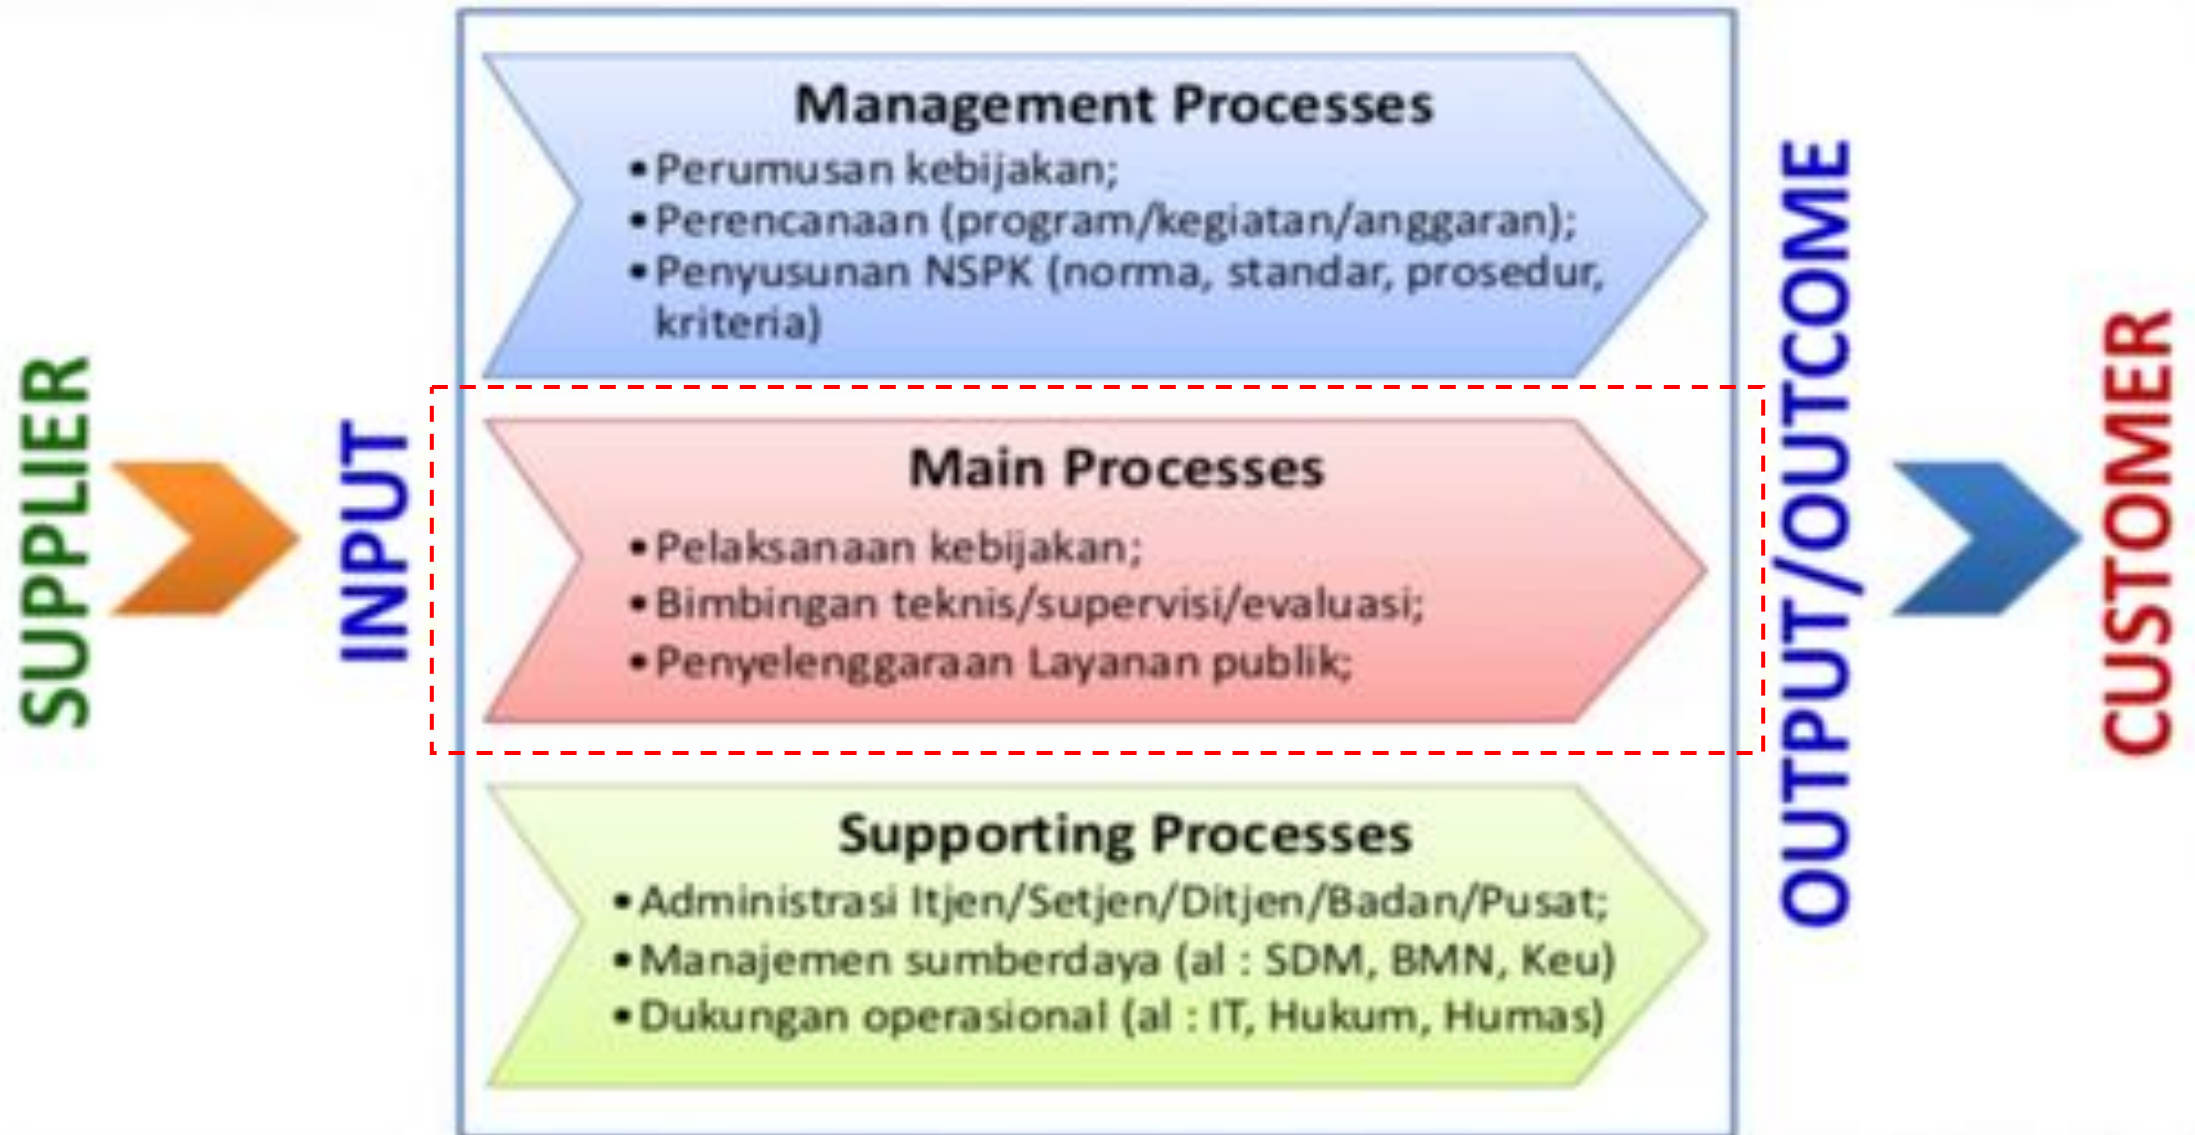 SUPPLIER
INPUT
Management Processes
•Perumusan kebijakan;
•Perencanaan (program/kegiatan/anggaran);
•Penyusunan NSPK (norma, standar, prosedur,
kriteria)
Main Processes
•Pelaksanaan kebijakan;
•Bimbingan teknis/supervisi/evaluasi;
•Penyelenggaraan Layanan publik;
Supporting Processes
•Administrasi Itjen/Setjen/Ditjen/Badan/Pusat;
•Manajemen sumberdaya (al : SDM, BMN, Keu)
•Dukungan operasional (al : IT, Hukum, Humas)
OUTPUT/OUTCOME
CUSTOMER